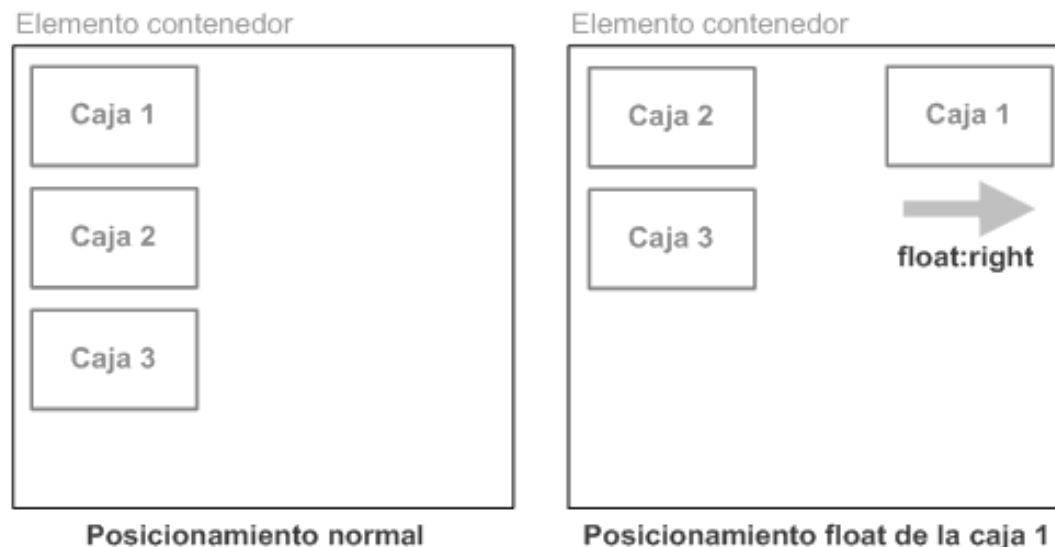 Elemento contenedor
Caja 1
Caja 2
Caja 3
Posicionamiento normal
Elemento contenedor
Caja 2
Caja 1
Caja 3
float:right
Posicionamiento float de la caja 1